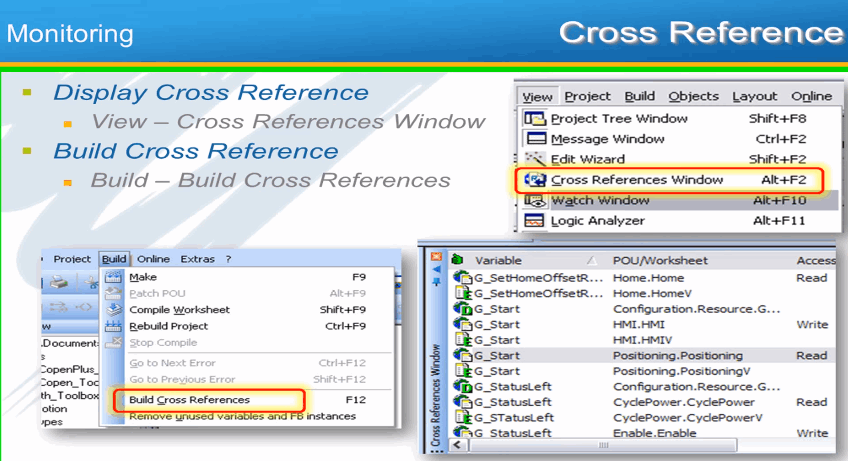 Monitoring
Cross Reference
Display Cross Reference
View – Cross References Window
Build Cross Reference
Build – Build Cross References
View Project Build Objects Layout Online
Project Tree Window Shift+F8
Message Window Ctrl+F2
Edit Wizard Shift+F2
Cross References Window Alt+F2
Watch Window Alt+F10
Logic Analyzer Alt+F11
Project Build Online Extras ?
Make F9
Patch POU Alt+F9
Compile Worksheet Shift+F9
Rebuild Project Ctrl+F9
Stop Compile
Go to Next Error Ctrl+F12
Go to Previous Error Shift+F12
Build Cross References F12
Remove unused variables and FB instances
w
.Document
s
CopenPlus_
Copen_Too
th_Toolbox
otion
ypes
Cross References Window
Variable POU/Worksheet Access
G_SetHomeOffsetR... Home.Home Read
G_SetHomeOffsetR... Home.HomeV
G_Start Configuration.Resource.G...
G_Start HMI.HMI Write
G_Start HMI.HMIV
G_Start Positioning.Positioning Read
G_Start Positioning.PositioningV
G_StatusLeft Configuration.Resource.G...
G_StatusLeft CyclePower.CyclePower Read
G_STatusLeft CyclePower.CyclePowerV
G_StatusLeft Enable.Enable Write